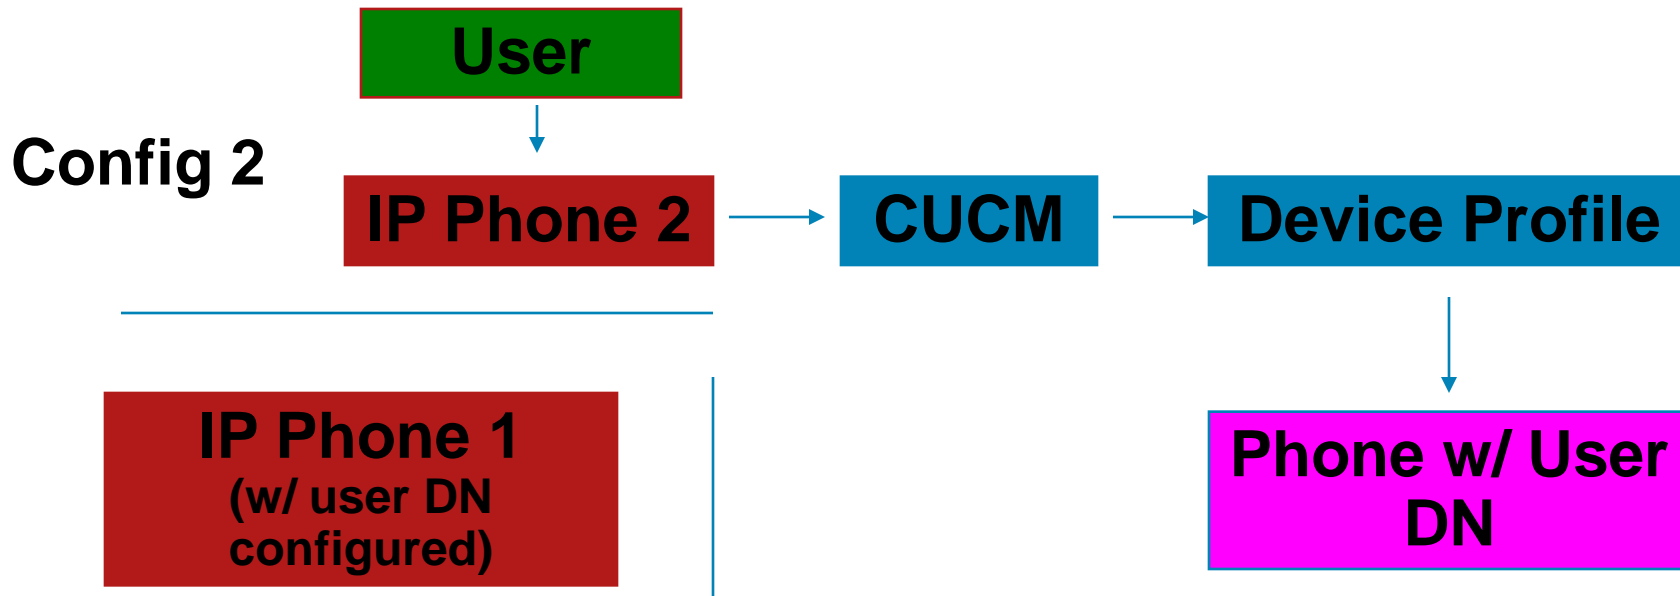 User
Config 2
IP Phone 2
CUCM
Device Profile
IP Phone 1
(w/ user DN
configured)
Phone w/ User
DN